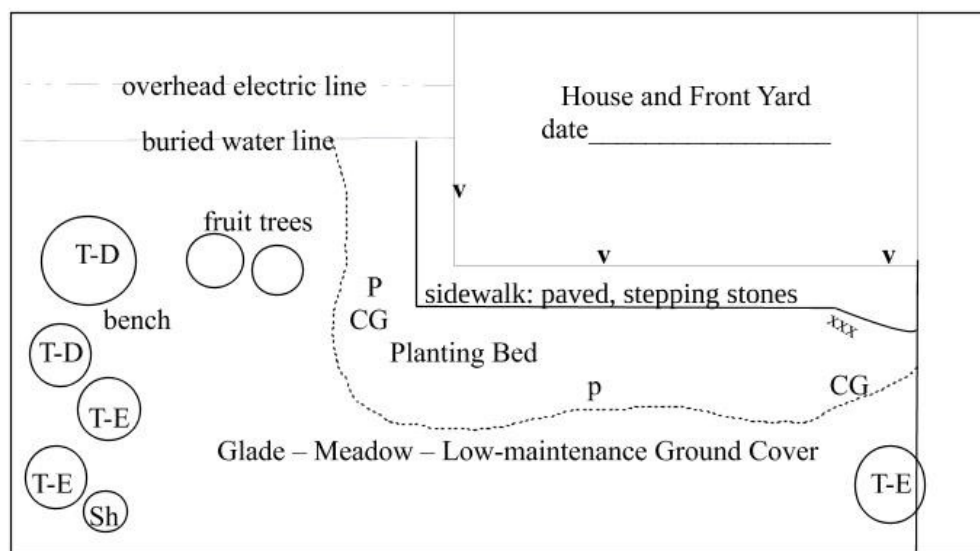 overhead electric line
House and Front Yard
date_________________
buried water line
v
fruit trees
T-D
v
v
P
sidewalk: paved, stepping stones
bench
CG
xxx
T-D
Planting Bed
p
CG
T-E
Glade – Meadow – Low-maintenance Ground Cover
T-E
T-E
Sh